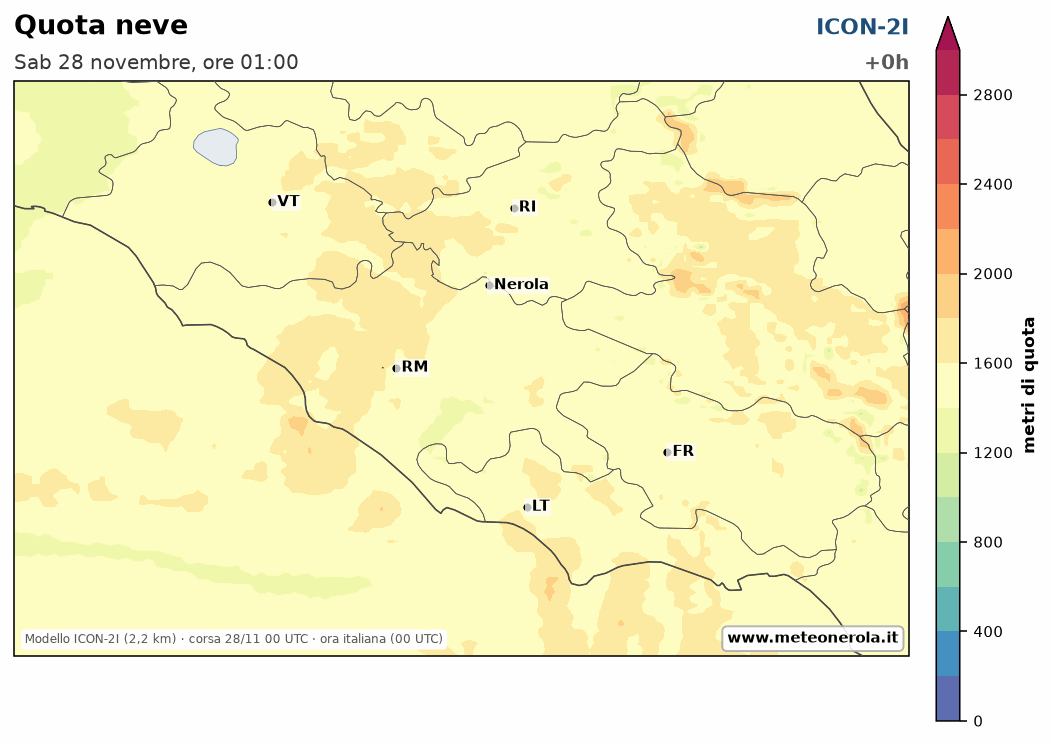 Quota neve
ICON-2I
Sab 28 novembre, ore 01:00
+0h
VT
RI
Nerola
RM
FR
LT
2800
2400
2000
1600
1200
800
400
0
metri di quota
Modello ICON-2I (2,2 km) · corsa 28/11 00 UTC · ora italiana (00 UTC)
www.meteonerola.it